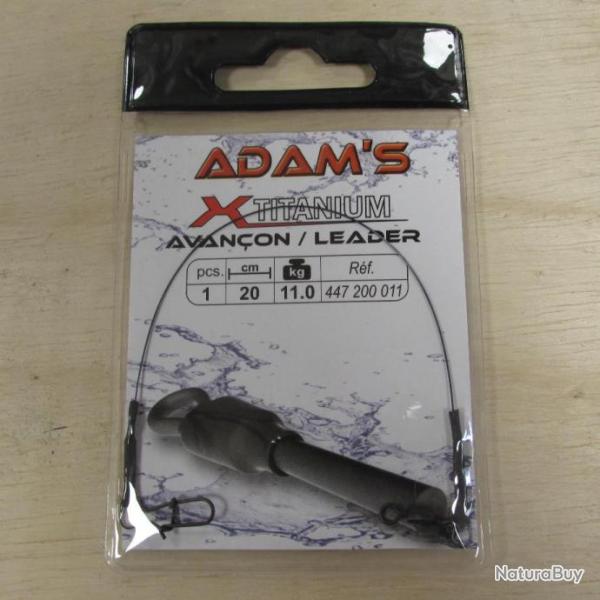 ADAM'S
X TITANIUM
AVANÇON / LEADER
pcs. cm kg Réf.
1 20 11.0 447 200 011
NaturaBuy